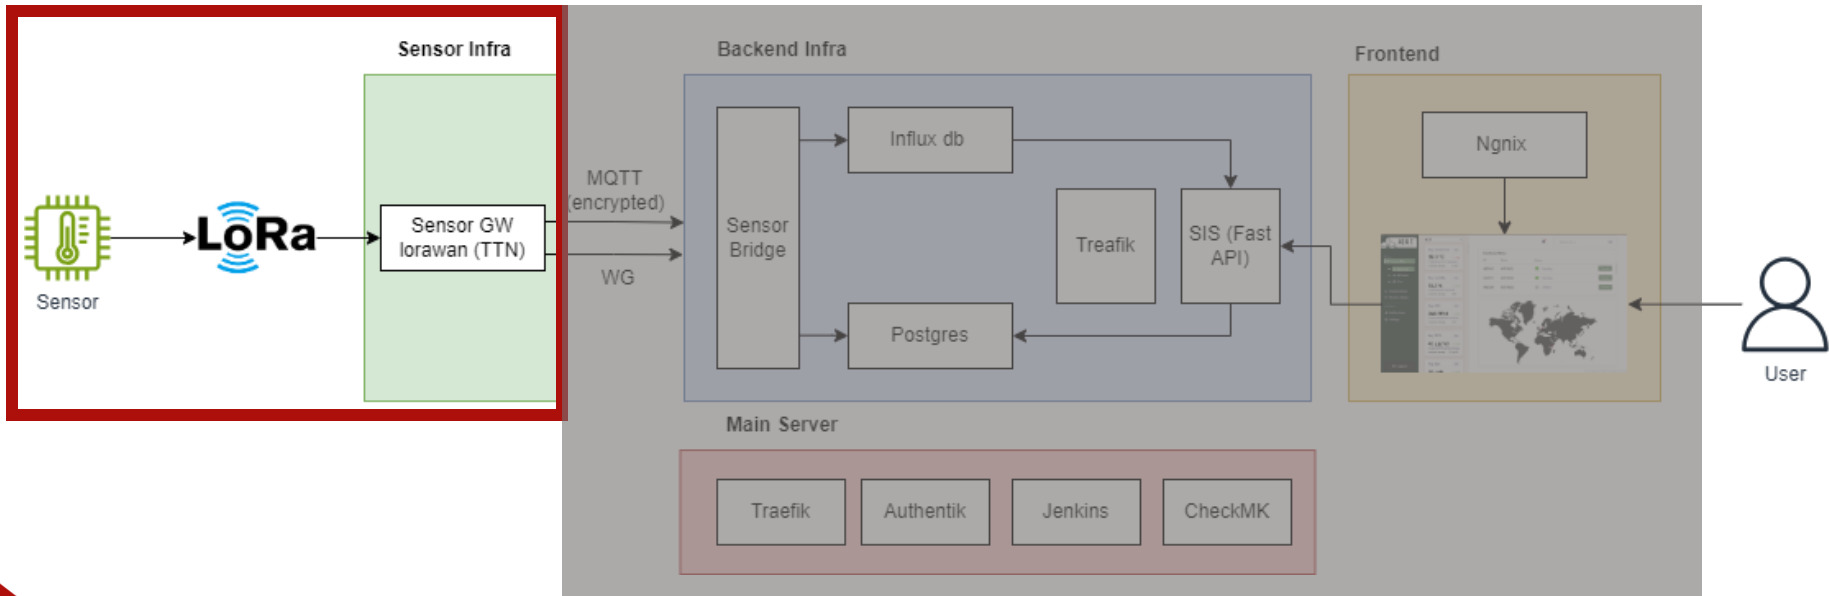 Sensor Infra
Backend Infra
Frontend
Sensor
LoRa
Sensor GW
lorawan (TTN)
MQTT
(encrypted)
WG
Sensor
Bridge
Influx db
Postgres
Treafik
SIS (Fast
API)
Ngnix
User
Main Server
Traefik
Authentik
Jenkins
CheckMK